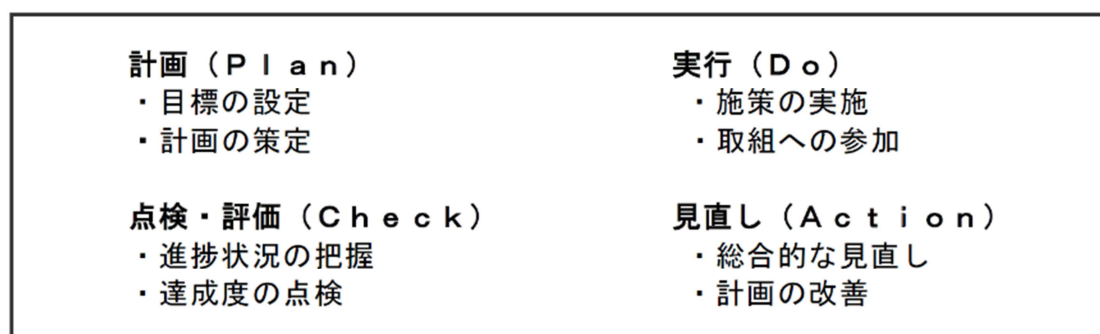 計画（Ｐｌａｎ）
・目標の設定
・計画の策定
実行（Ｄｏ）
・施策の実施
・取組への参加
点検・評価（Ｃｈｅｃｋ）
・進捗状況の把握
・達成度の点検
見直し（Ａｃｔｉｏｎ）
・総合的な見直し
・計画の改善